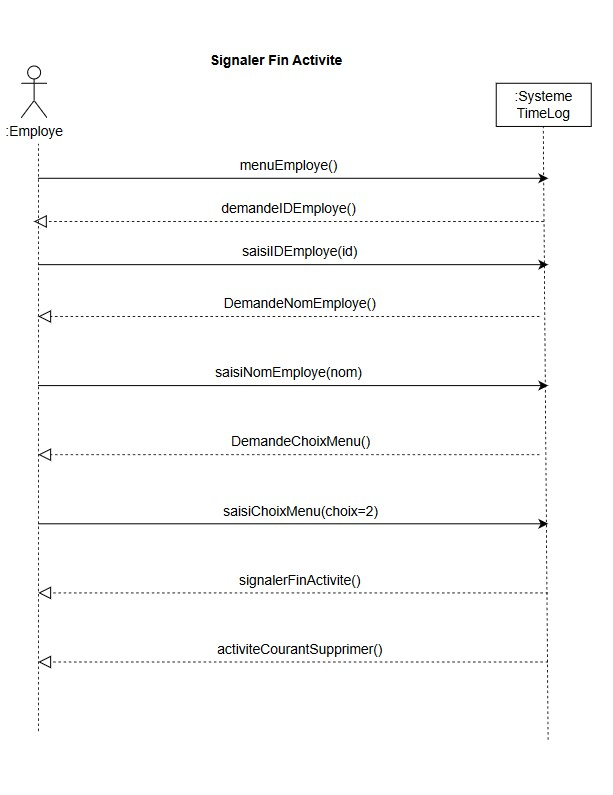 Signaler Fin Activite
:Systeme
TimeLog
:Employe
menuEmploye()
demandeIDEmploye()
saisiIDEmploye(id)
DemandeNomEmploye()
saisiNomEmploye(nom)
DemandeChoixMenu()
saisiChoixMenu(choix=2)
signalerFinActivite()
activiteCourantSupprimer()